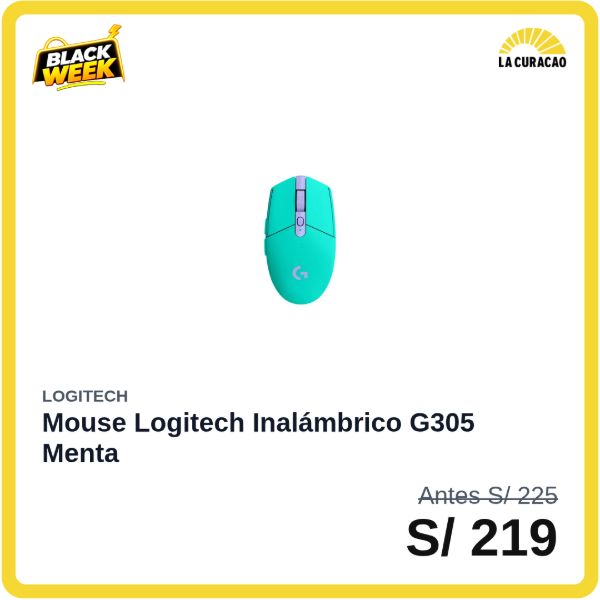 BLACK
WEEK
LA CURACAO
G
LOGITECH
Mouse Logitech Inalámbrico G305
Menta
Antes S/ 225
S/ 219